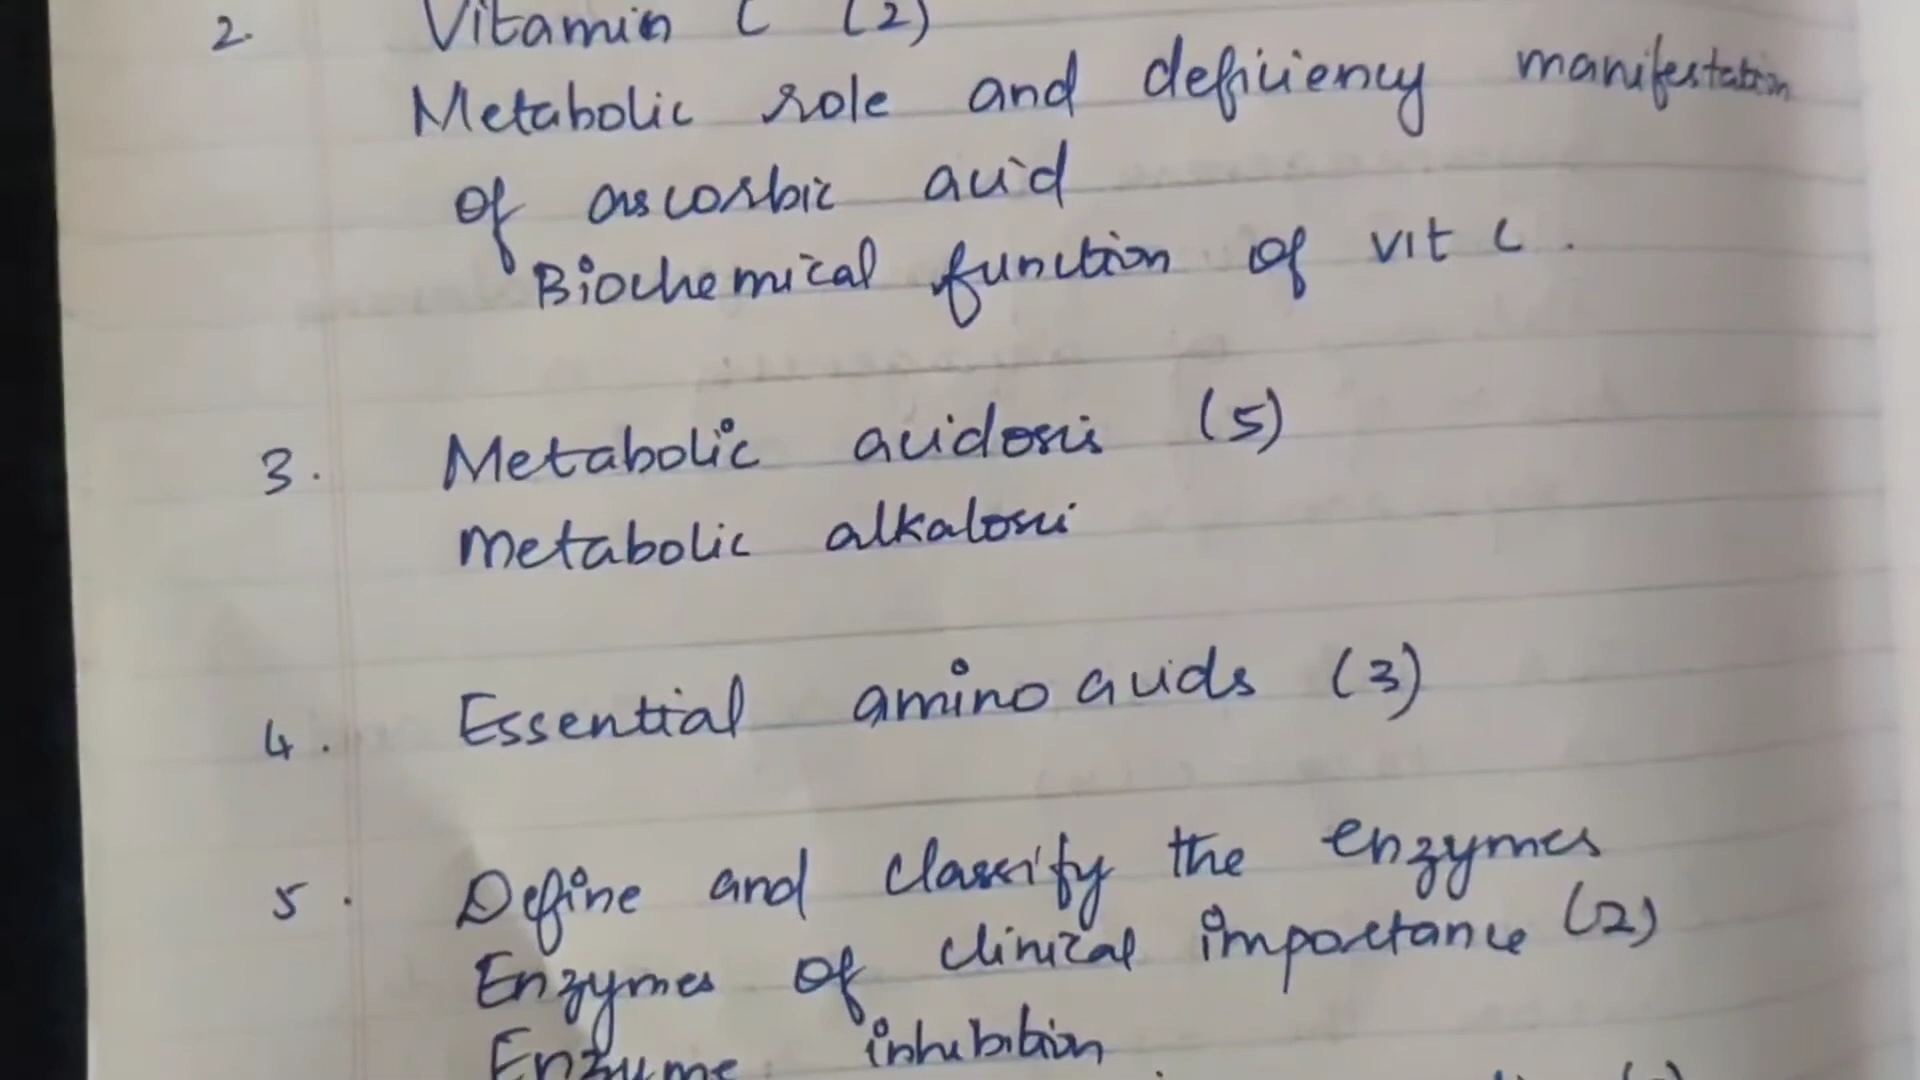 2. Vitamin C (2)
Metabolic role and deficiency manifestation
of ascorbic acid
Biochemical function of vit C.
3. Metabolic acidosis (5)
Metabolic alkalosis
4. Essential amino acids (3)
5. Define and classify the enzymes
Enzymes of clinical importance (2)
Enzyme inhibition